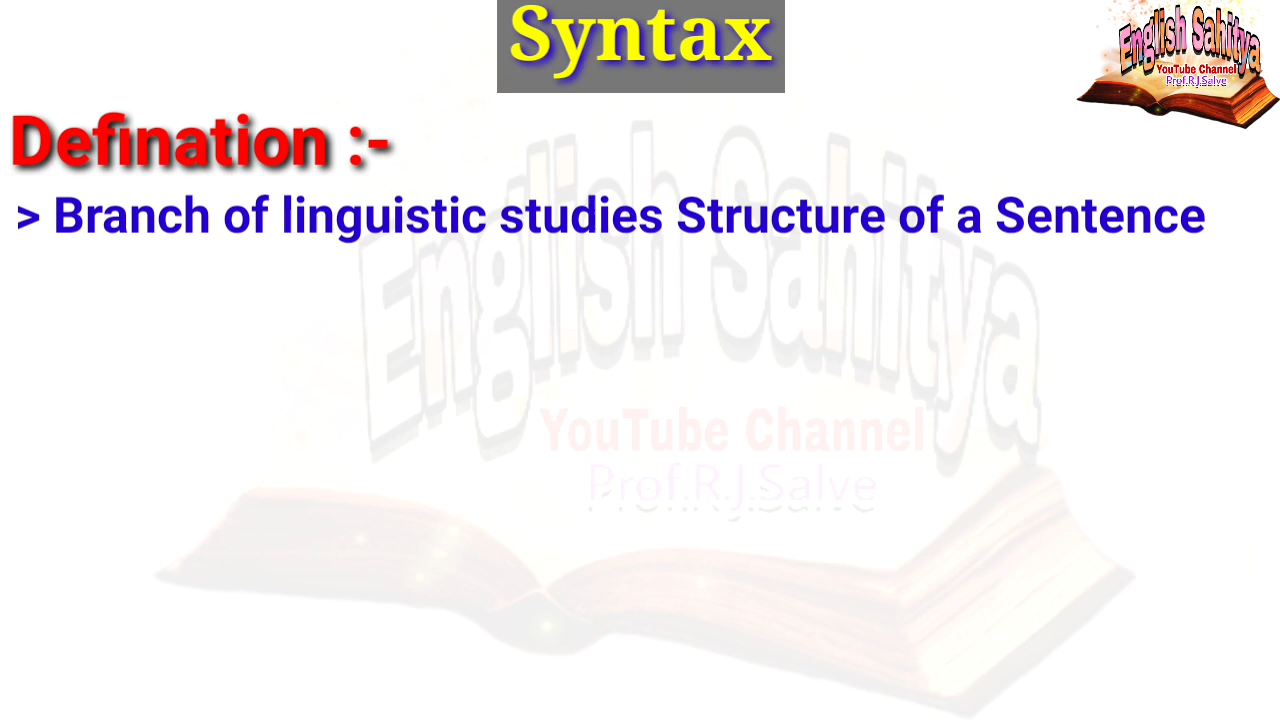 Syntax
English Sahitya
YouTube Channel
Prof.R.J.Salve
Defination :-
> Branch of linguistic studies Structure of a Sentence
English Sahitya
YouTube Channel
Prof.R.J.Salve